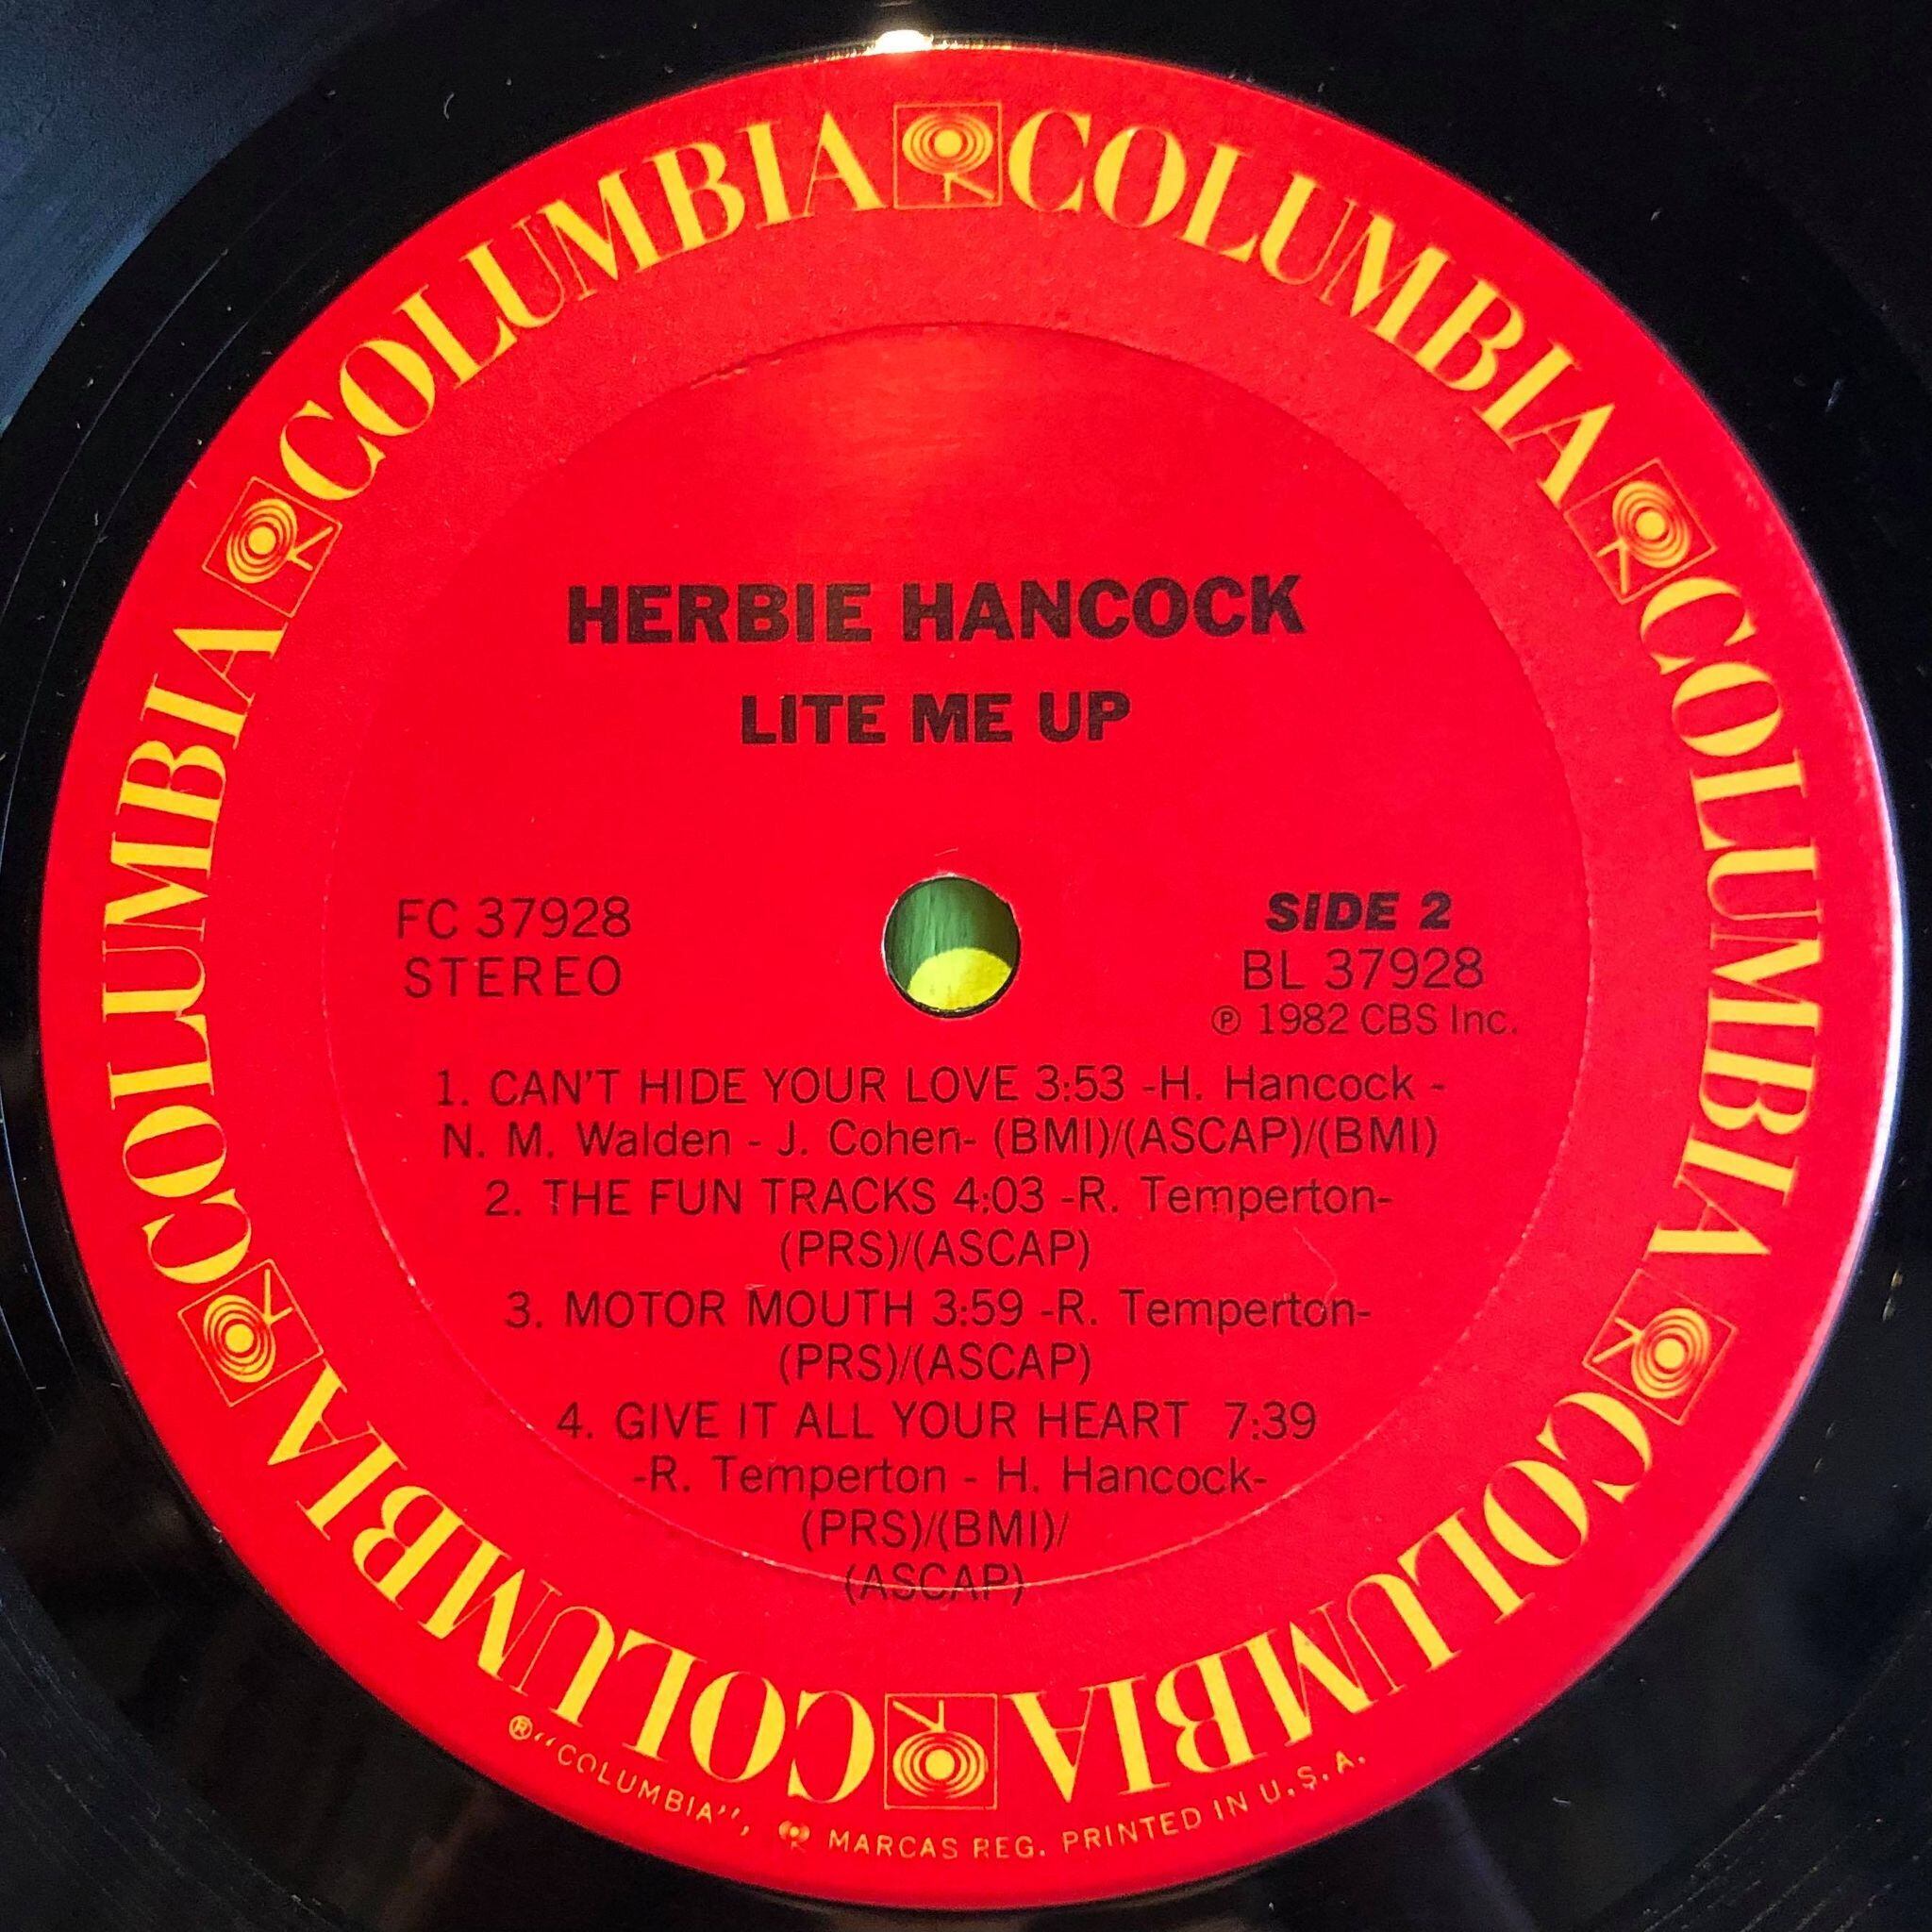 COLUMBIA COLUMBIA COLUMBIA COLUMBIA COLUMBIA COLUMBIA
HERBIE HANCOCK
LITE ME UP
FC 37928
STEREO
SIDE 2
BL 37928
℗ 1982 CBS Inc.
1. CAN'T HIDE YOUR LOVE 3:53 -H. Hancock -
N. M. Walden - J. Cohen- (BMI)/(ASCAP)/(BMI)
2. THE FUN TRACKS 4:03 -R. Temperton-
(PRS)/(ASCAP)
3. MOTOR MOUTH 3:59 -R. Temperton-
(PRS)/(ASCAP)
4. GIVE IT ALL YOUR HEART 7:39
-R. Temperton - H. Hancock-
(PRS)/(BMI)/
(ASCAP)
®"COLUMBIA", MARCAS REG. PRINTED IN U.S.A.